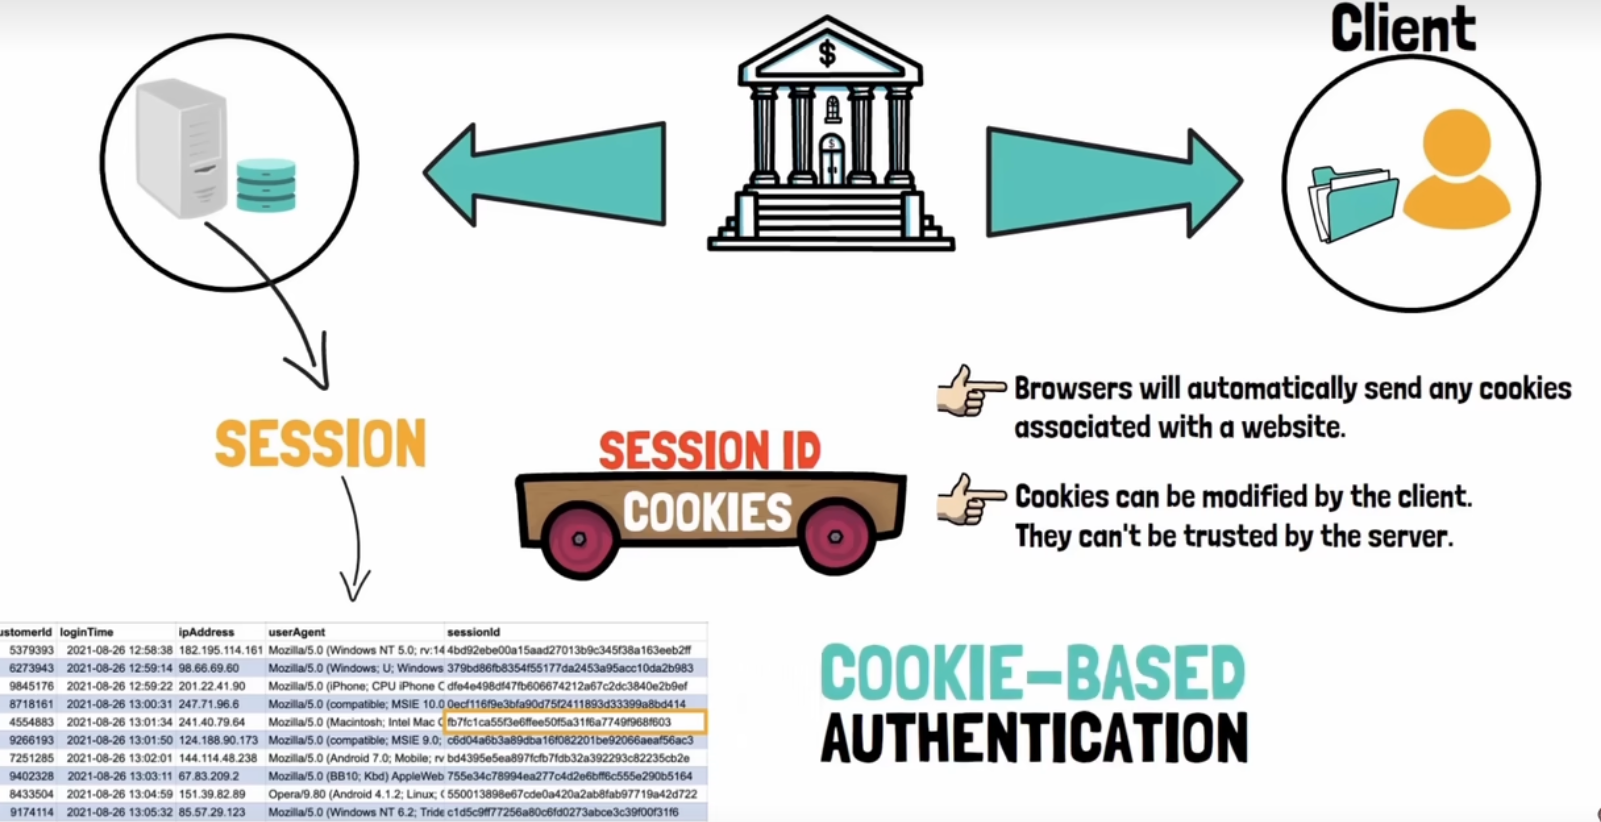 Client
$
$
Browsers will automatically send any cookies
associated with a website.
SESSION
SESSION ID
COOKIES
Cookies can be modified by the client.
They can't be trusted by the server.
ustomerId loginTime ipAddress userAgent sessionId
5379393 2021-08-26 12:58:38 182.195.114.161 Mozilla/5.0 (Windows NT 5.0; rv:14 4bd92ebe00a15aad27013b9c345f38a163eeb2ff
6273943 2021-08-26 12:59:14 98.66.69.60 Mozilla/5.0 (Windows; U; Windows 379bd86fb8354f55177da2453a95acc10da2b983
9845176 2021-08-26 12:59:22 201.22.41.90 Mozilla/5.0 (iPhone; CPU iPhone C dfe4e498df47fb606674212a67c2dc3840e2b9ef
8718161 2021-08-26 13:00:31 247.71.96.6 Mozilla/5.0 (compatible; MSIE 10.0 0ecf116f9e3bfa90d75f2411893d33399a8bd414
4554883 2021-08-26 13:01:34 241.40.79.64 Mozilla/5.0 (Macintosh; Intel Mac C fb7fc1ca55f3e6ffee50f5a31f6a7749f968f603
9266193 2021-08-26 13:01:50 124.188.90.173 Mozilla/5.0 (compatible; MSIE 9.0; c6d04a6b3a89dba16f082201be92066aeaf56ac3
7251285 2021-08-26 13:02:01 144.114.48.238 Mozilla/5.0 (Android 7.0; Mobile; rv bd4395e5ea897fcfb7fdb32a392293c82235cb2e
9402328 2021-08-26 13:03:11 67.83.209.2 Mozilla/5.0 (BB10; Kbd) AppleWeb 755e34c78994ea277c4d2e6bff6c555e290b5164
8433504 2021-08-26 13:04:59 151.39.82.89 Opera/9.80 (Android 4.1.2; Linux; ( 550013898e67cde0a420a2ab8fab97719a42d722
9174114 2021-08-26 13:05:32 85.57.29.123 Mozilla/5.0 (Windows NT 6.2; Tride c1d5c9ff77256a80c6fd0273abce3c39f00f31f6
COOKIE-BASED
AUTHENTICATION